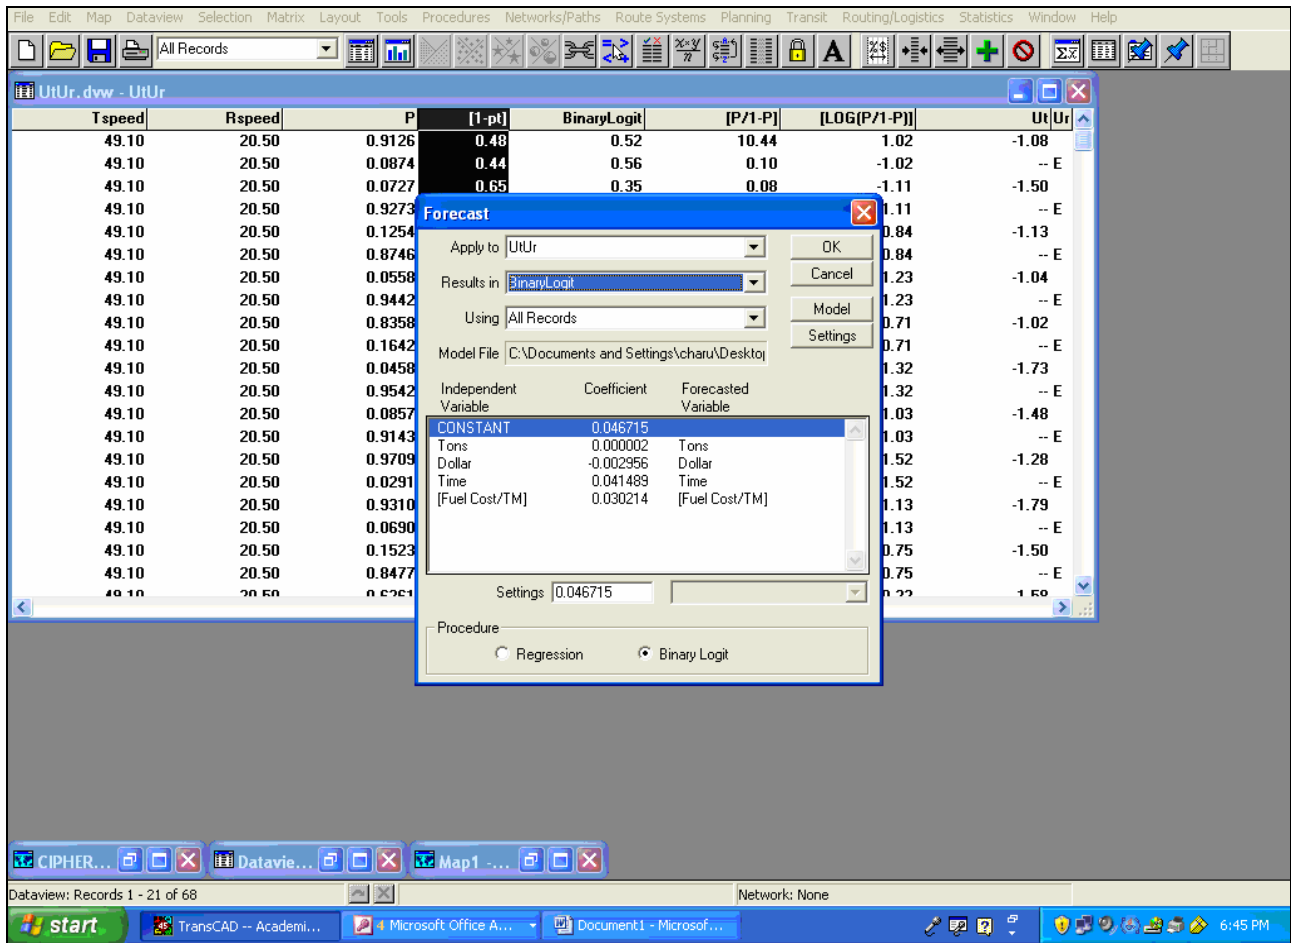 File Edit Map Dataview Selection Matrix Layout Tools Procedures Networks/Paths Route Systems Planning Transit Routing/Logistics Statistics Window Help
All Records
UtUr.dvw - UtUr
Tspeed Rspeed P [1-pt] BinaryLogit [P/1-P] [LOG(P/1-P)] Ut Ur
49.10 20.50 0.9126 0.48 0.52 10.44 1.02 -1.08
49.10 20.50 0.0874 0.44 0.56 0.10 -1.02 -- E
49.10 20.50 0.0727 0.65 0.35 0.08 -1.11 -1.50
49.10 20.50 0.9273 1.11 -- E
49.10 20.50 0.1254 0.84 -1.13
49.10 20.50 0.8746 0.84 -- E
49.10 20.50 0.0558 1.23 -1.04
49.10 20.50 0.9442 1.23 -- E
49.10 20.50 0.8358 0.71 -1.02
49.10 20.50 0.1642 0.71 -- E
49.10 20.50 0.0458 1.32 -1.73
49.10 20.50 0.9542 1.32 -- E
49.10 20.50 0.0857 1.03 -1.48
49.10 20.50 0.9143 1.03 -- E
49.10 20.50 0.9709 1.52 -1.28
49.10 20.50 0.0291 1.52 -- E
49.10 20.50 0.9310 1.13 -1.79
49.10 20.50 0.0690 1.13 -- E
49.10 20.50 0.1523 0.75 -1.50
49.10 20.50 0.8477 0.75 -- E
49.10 20.50
Forecast
Apply to UtUr OK
Results in BinaryLogit Cancel
Using All Records Model
Settings
Model File C:\Documents and Settings\charu\Desktop
Independent Variable Coefficient Forecasted Variable
CONSTANT 0.046715
Tons 0.000002 Tons
Dollar -0.002956 Dollar
Time 0.041489 Time
[Fuel Cost/TM] 0.030214 [Fuel Cost/TM]
Settings 0.046715
Procedure
Regression Binary Logit
CIPHER... Datavie... Map1 -...
Dataview: Records 1 - 21 of 68 Network: None
start TransCAD -- Academi... 4 Microsoft Office A... Document1 - Microsof... 6:45 PM